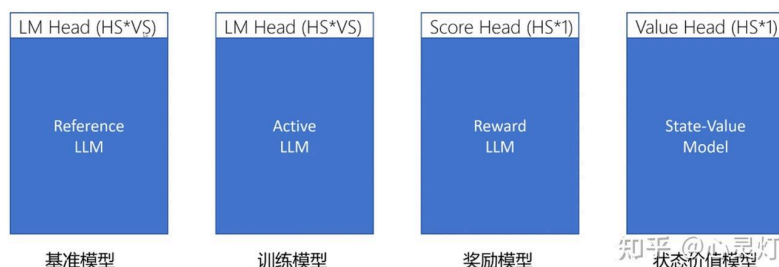 LM Head (HS*VS)
LM Head (HS*VS)
Score Head (HS*1)
Value Head (HS*1)
Reference
LLM
Active
LLM
Reward
LLM
State-Value
Model
基准模型
训练模型
奖励模型
状态价值模型
知乎 @心灵灯